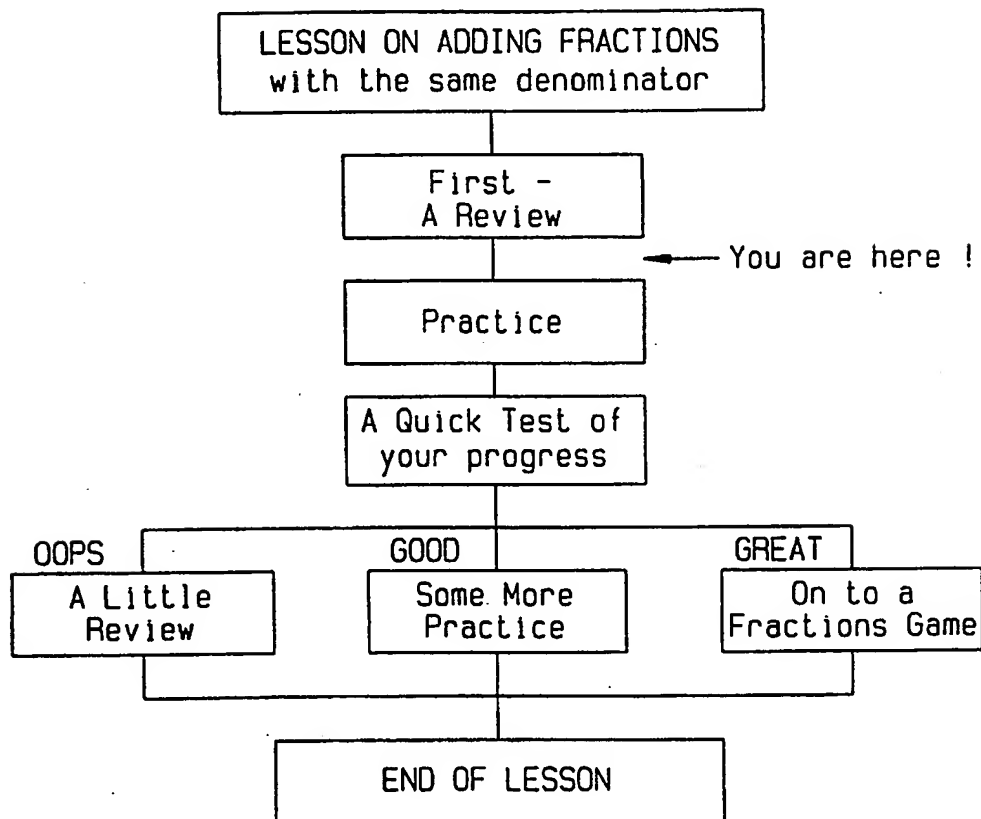 LESSON ON ADDING FRACTIONS
with the same denominator
First -
A Review
You are here !
Practice
A Quick Test of
your progress
OOPS
A Little
Review
GOOD
Some More
Practice
GREAT
On to a
Fractions Game
END OF LESSON